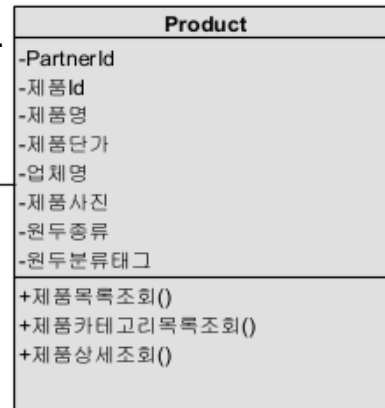 Product
-PartnerId
-제품Id
-제품명
-제품단가
-업체명
-제품사진
-원두종류
-원두분류태그
+제품목록조회()
+제품카테고리목록조회()
+제품상세조회()